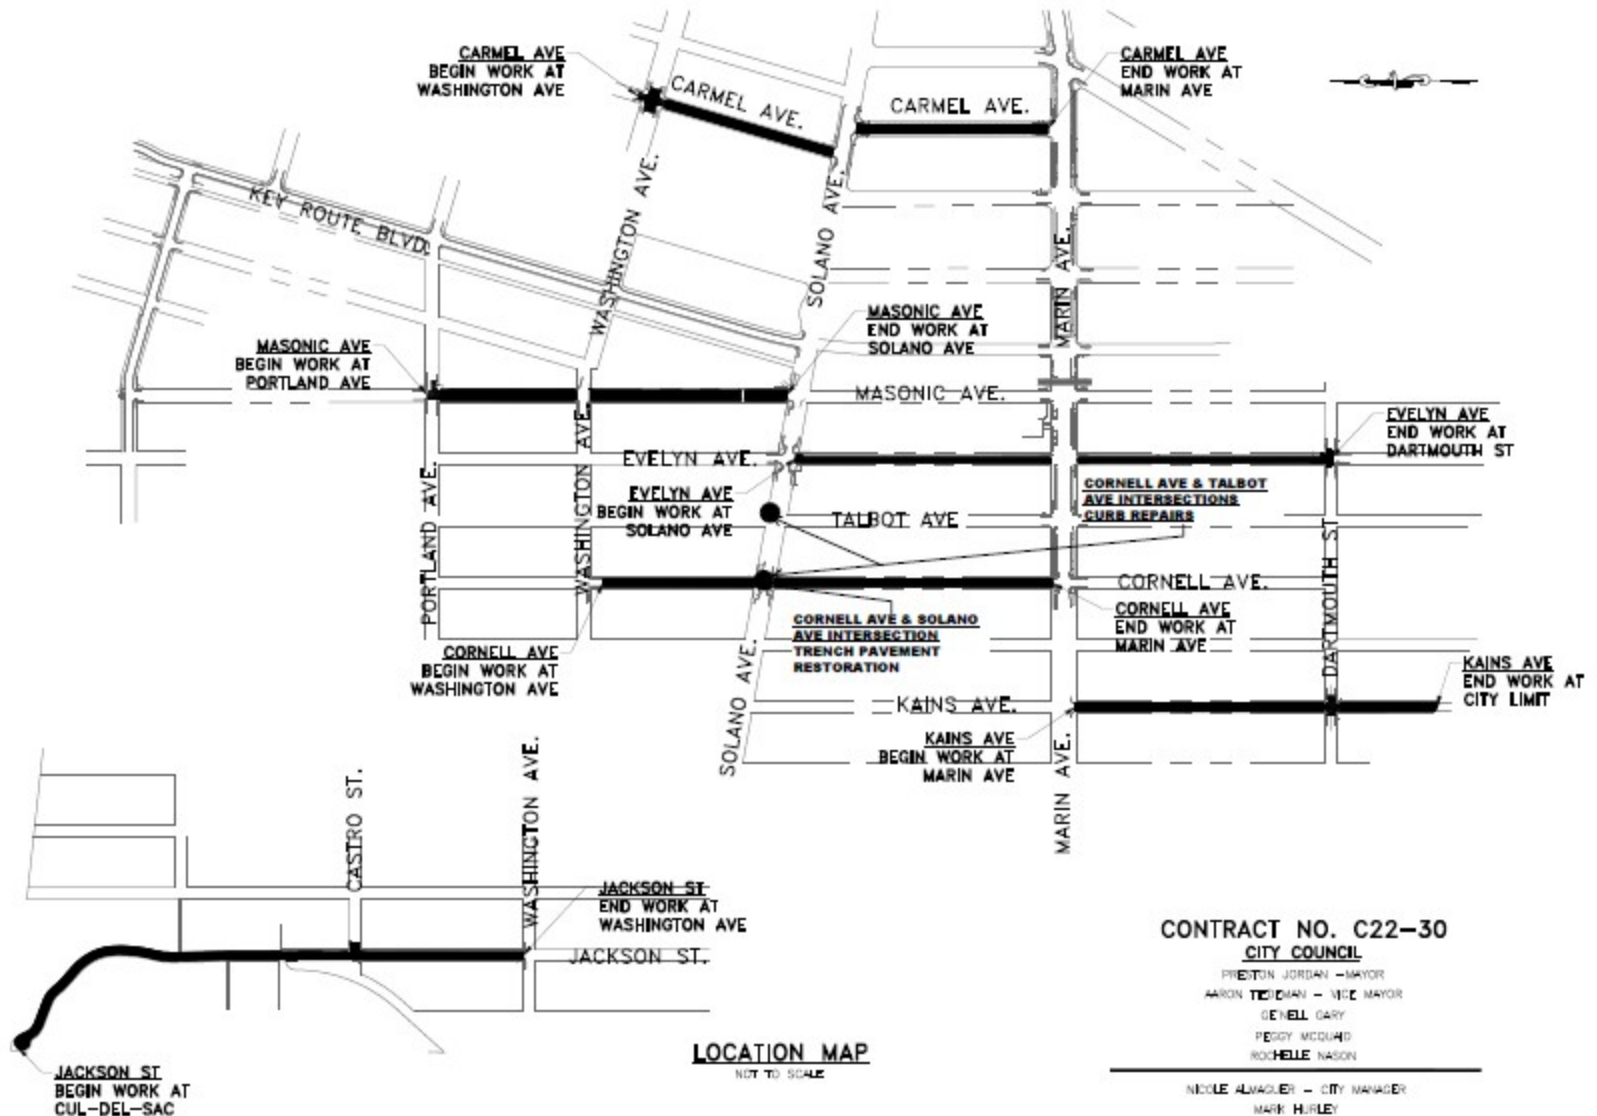 CARMEL AVE
BEGIN WORK AT
WASHINGTON AVE
CARMEL AVE
END WORK AT
MARIN AVE
CARMEL AVE.
CARMEL AVE.
KEY ROUTE BLVD.
WASHINGTON AVE.
SOLANO AVE.
MARIN AVE.
MASONIC AVE
BEGIN WORK AT
PORTLAND AVE
MASONIC AVE
END WORK AT
SOLANO AVE
MASONIC AVE.
EVELYN AVE
END WORK AT
DARTMOUTH ST
EVELYN AVE.
EVELYN AVE
BEGIN WORK AT
SOLANO AVE
CORNELL AVE & TALBOT
AVE INTERSECTIONS
CURB REPAIRS
TALBOT AVE
PORTLAND AVE.
WASHINGTON AVE.
DARTMOUTH ST
CORNELL AVE.
CORNELL AVE
END WORK AT
MARIN AVE
CORNELL AVE & SOLANO
AVE INTERSECTION
TRENCH PAVEMENT
RESTORATION
CORNELL AVE
BEGIN WORK AT
WASHINGTON AVE
SOLANO AVE.
KAINS AVE
END WORK AT
CITY LIMIT
KAINS AVE.
KAINS AVE
BEGIN WORK AT
MARIN AVE
MARIN AVE.
CASTRO ST.
WASHINGTON AVE.
JACKSON ST
END WORK AT
WASHINGTON AVE
JACKSON ST.
JACKSON ST
BEGIN WORK AT
CUL-DEL-SAC
LOCATION MAP
NOT TO SCALE
CONTRACT NO. C22-30
CITY COUNCIL
PRESTON JORDAN -MAYOR
AARON TIEDEMAN - VICE MAYOR
GE'NELL GARY
PEGGY MCQUAID
ROCHELLE NASON
NICOLE ALMAGUER - CITY MANAGER
MARK HURLEY